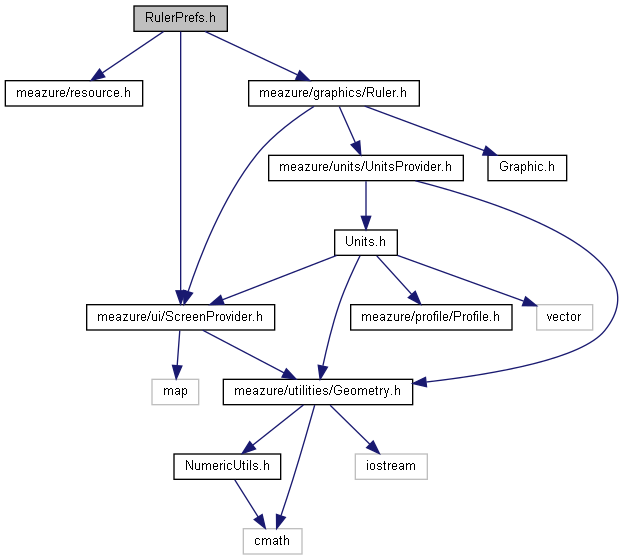 RulerPrefs.h
meazure/resource.h
meazure/graphics/Ruler.h
meazure/units/UnitsProvider.h
Graphic.h
Units.h
meazure/ui/ScreenProvider.h
meazure/profile/Profile.h
vector
map
meazure/utilities/Geometry.h
NumericUtils.h
iostream
cmath